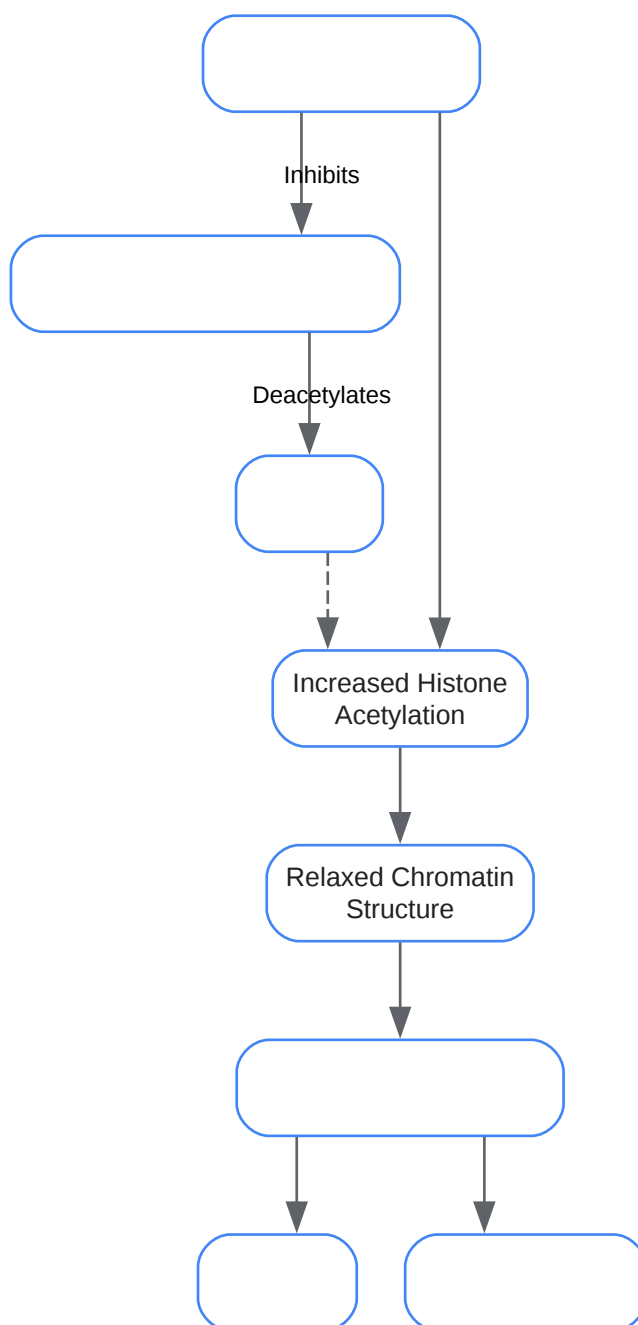 Inhibits
Deacetylates
Increased Histone
Acetylation
Relaxed Chromatin
Structure